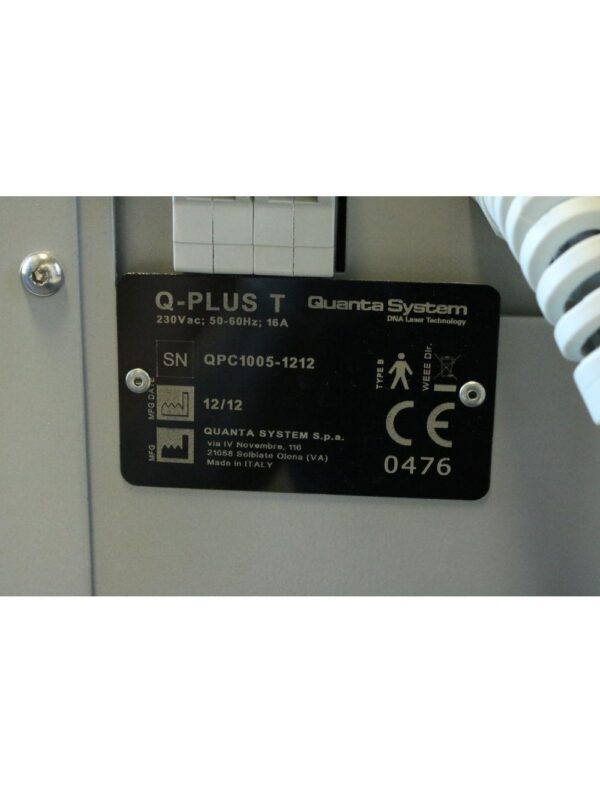 Q-PLUS T
Quanta System
DNA Laser Technology
230Vac; 50-60Hz; 16A
SN QPC1005-1212
TYPE B
WEEE Dir.
MFG DATE 12/12
MFG
QUANTA SYSTEM S.p.a.
via IV Novembre, 116
21058 Solbiate Olona (VA)
Made in ITALY
CE
0476